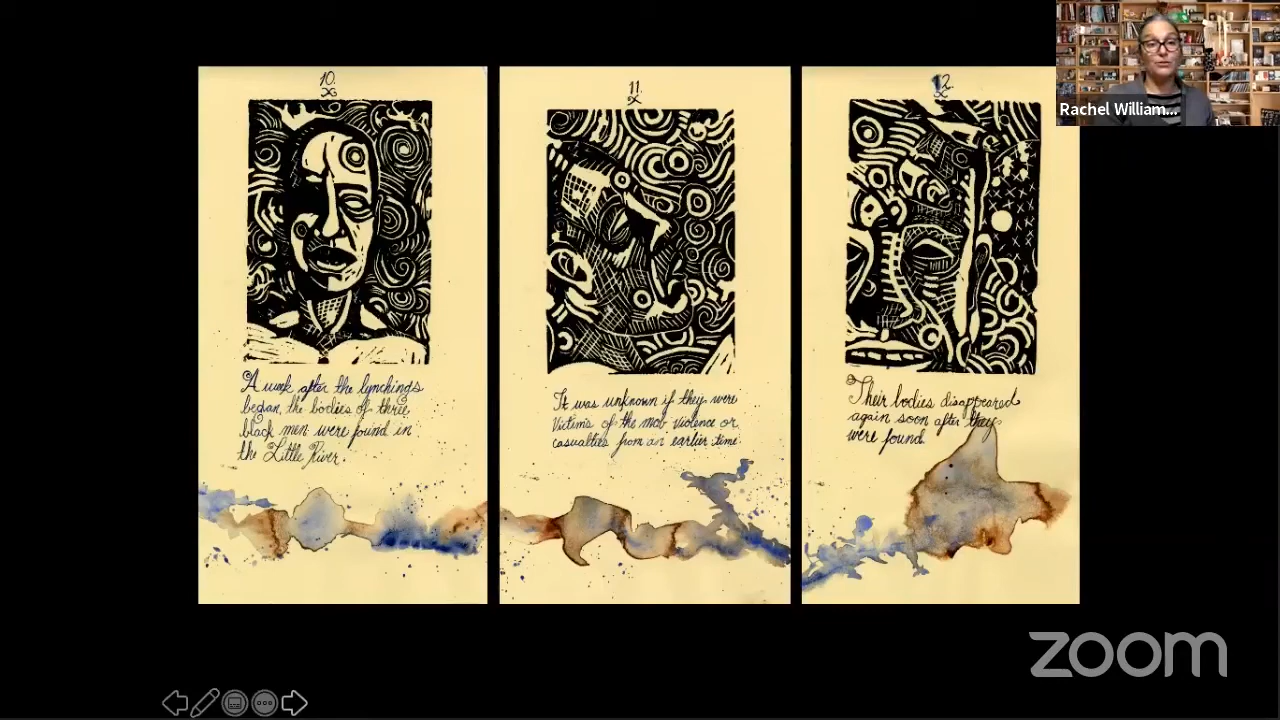 Rachel William...
10.
A week after the lynchings
began the bodies of three
black men were found in
the Little River.
11.
It was unknown if they were
Victims of the mob violence or
casualties from an earlier time
12.
Their bodies disappeared
again soon after they
were found
zoom